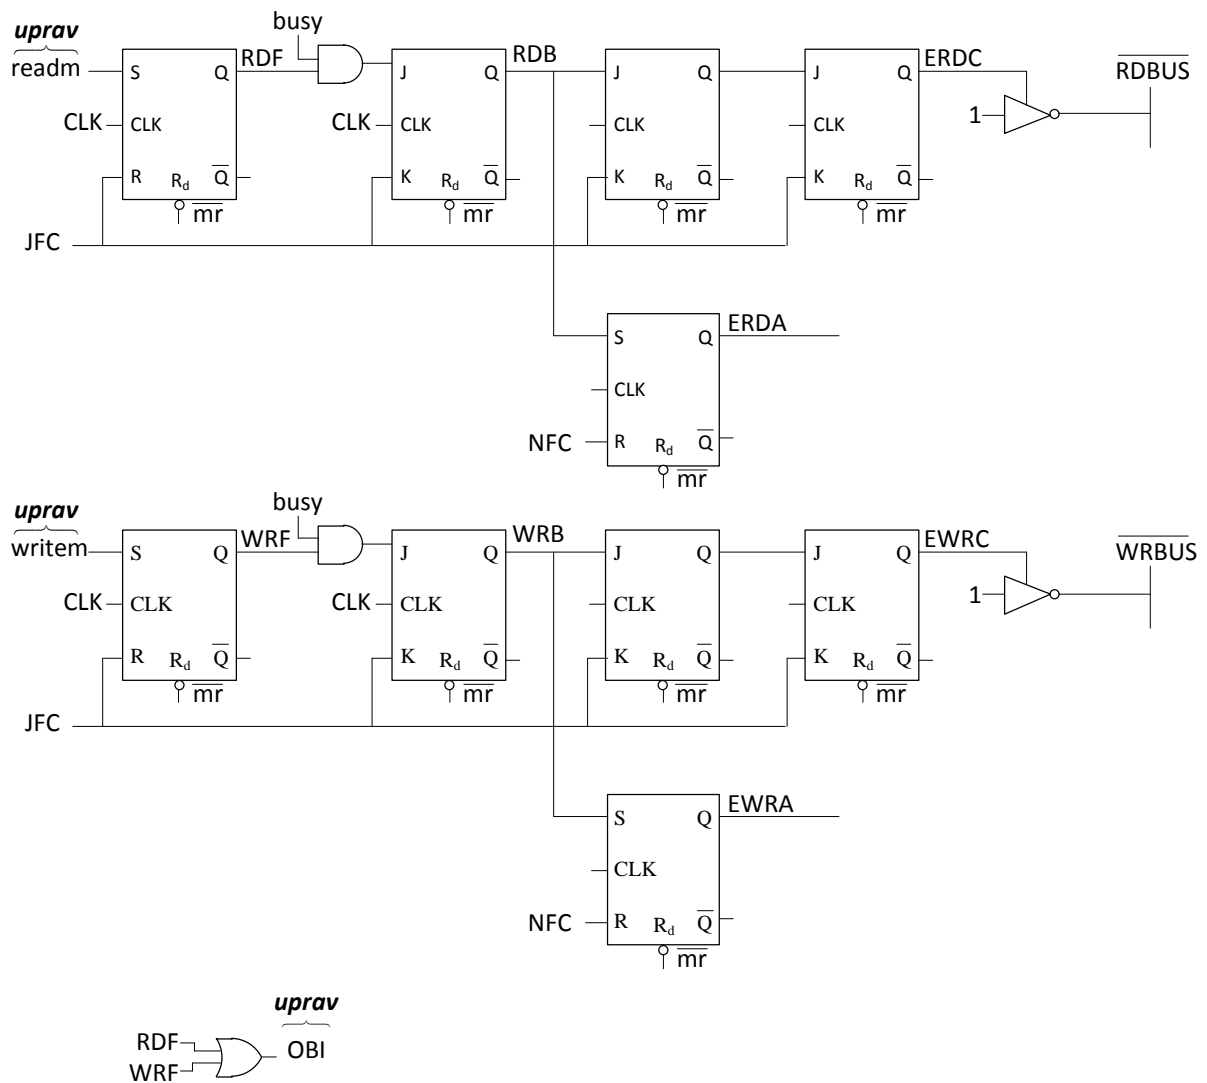 busy
uprav
readm
RDF
RDB
ERDC
RDBUS
S Q
J Q
J Q
J Q
1
CLK CLK
CLK CLK
CLK
CLK
R Rd Q
K Rd Q
K Rd Q
K Rd Q
mr
mr
mr
mr
JFC
ERDA
S Q
CLK
NFC R Rd Q
mr
busy
uprav
writem
WRF
WRB
EWRC
WRBUS
S Q
J Q
J Q
J Q
1
CLK CLK
CLK CLK
CLK
CLK
R Rd Q
K Rd Q
K Rd Q
K Rd Q
mr
mr
mr
mr
JFC
EWRA
S Q
CLK
NFC R Rd Q
mr
uprav
RDF
OBI
WRF